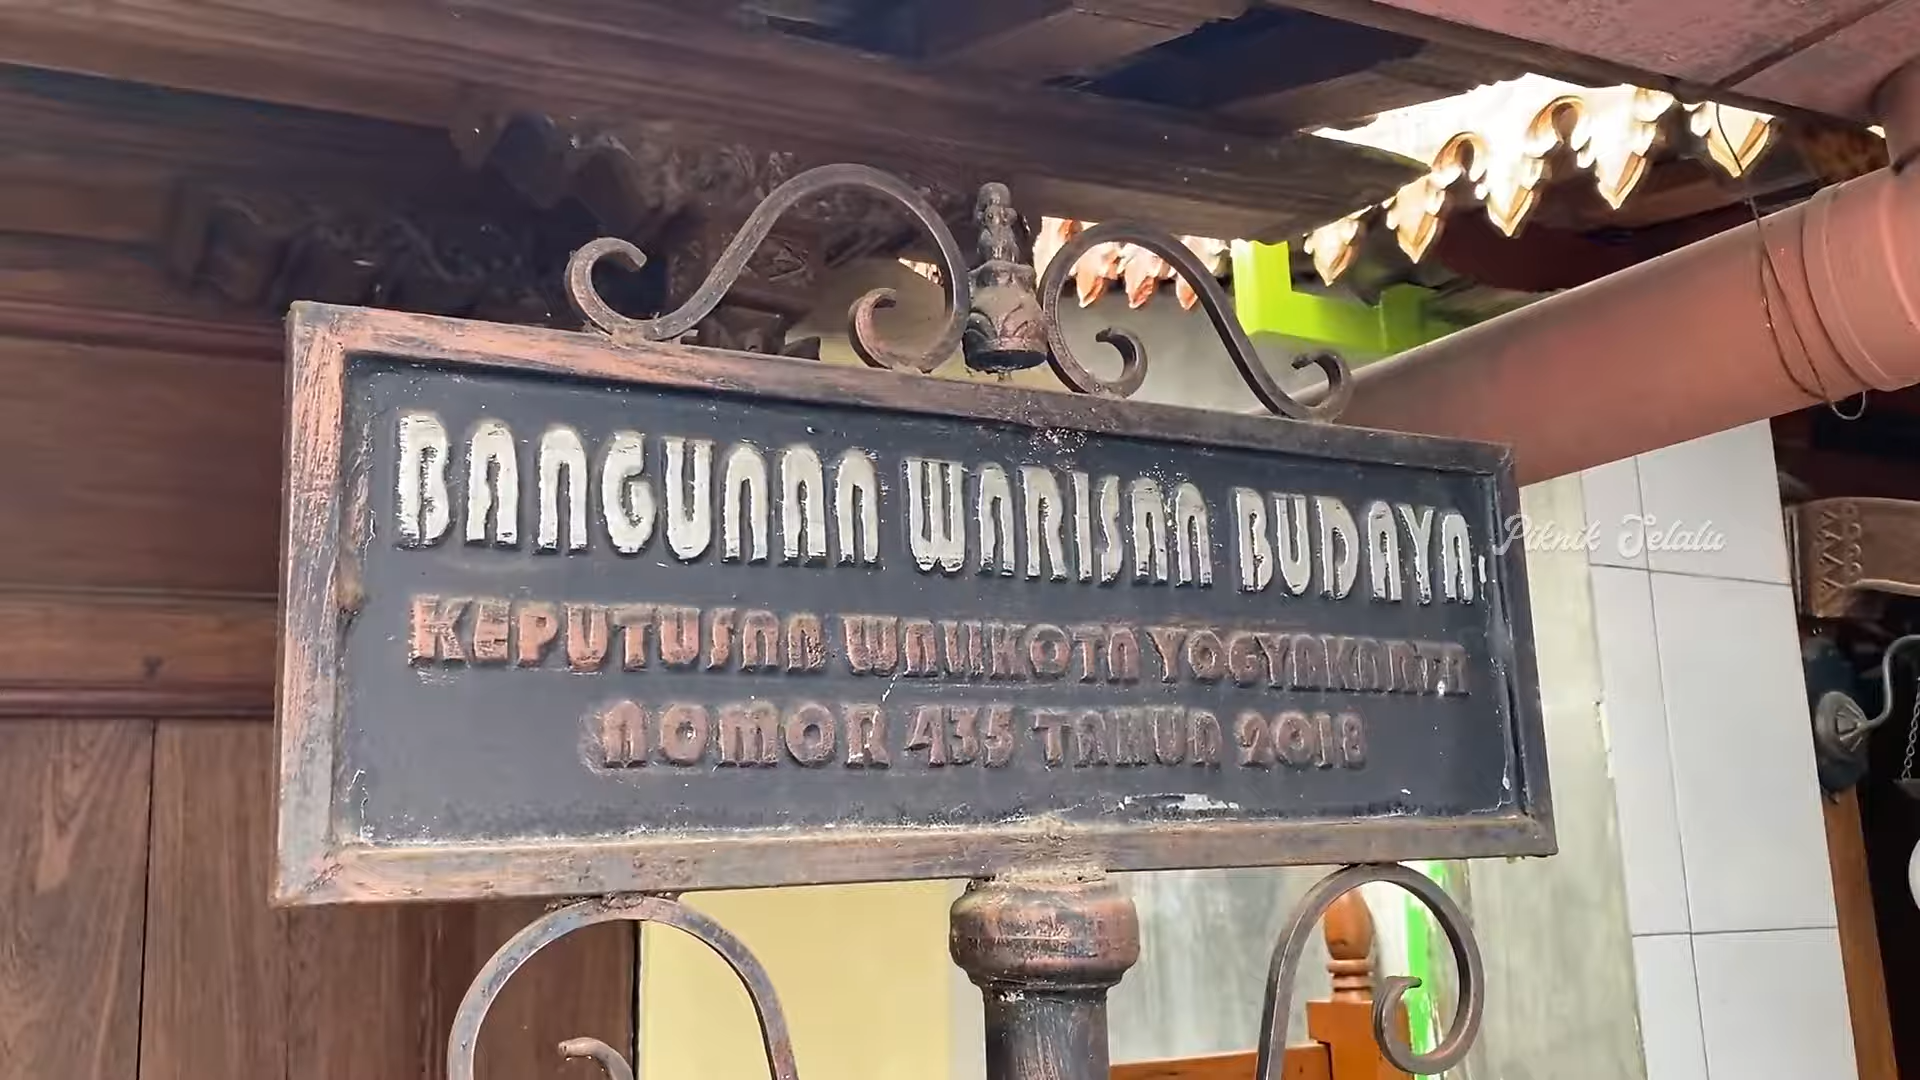 BANGUNAN WARISAN BUDAYA.
KEPUTUSAN WALIKOTA YOGYAKARTA
NOMOR 435 TAHUN 2018
Piknik Selalu